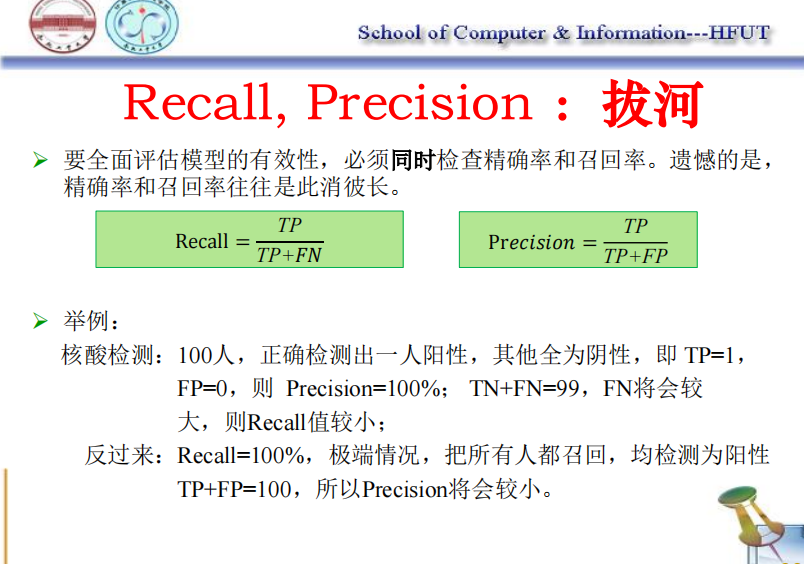 School of Computer & Information---HFUT
Recall, Precision ：拔河
要全面评估模型的有效性，必须同时检查精确率和召回率。遗憾的是，
精确率和召回率往往是此消彼长。
Recall = TP / TP+FN
Precision = TP / TP+FP
举例：
核酸检测：100人，正确检测出一人阳性，其他全为阴性，即 TP=1，
FP=0，则 Precision=100%； TN+FN=99，FN将会较
大，则Recall值较小；
反过来：Recall=100%，极端情况，把所有人都召回，均检测为阳性
TP+FP=100，所以Precision将会较小。